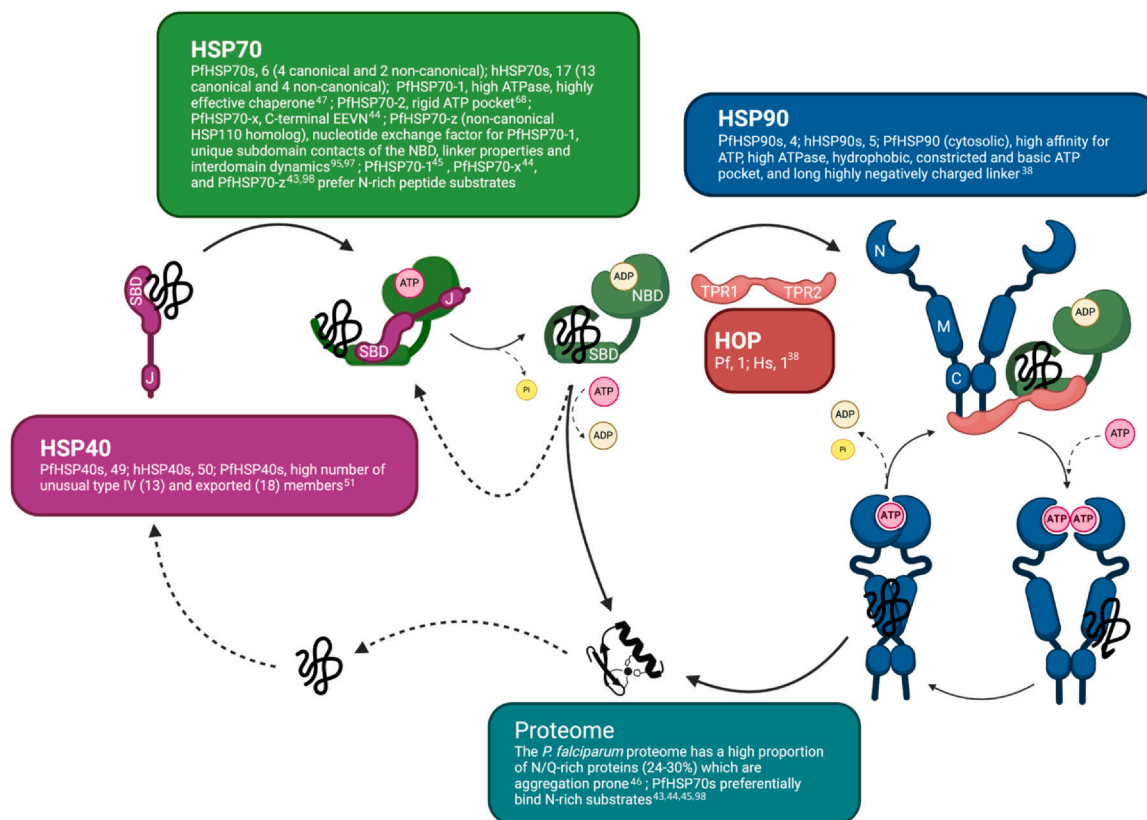 HSP70
PfHSP70s, 6 (4 canonical and 2 non-canonical); hHSP70s, 17 (13
canonical and 4 non-canonical); PfHSP70-1, high ATPase, highly
effective chaperone47 ; PfHSP70-2, rigid ATP pocket68;
PfHSP70-x, C-terminal EEVN44 ; PfHSP70-z (non-canonical
HSP110 homolog), nucleotide exchange factor for PfHSP70-1,
unique subdomain contacts of the NBD, linker properties and
interdomain dynamics95,97 ; PfHSP70-145 , PfHSP70-x44,
and PfHSP70-z43,98 prefer N-rich peptide substrates
HSP90
PfHSP90s, 4; hHSP90s, 5; PfHSP90 (cytosolic), high affinity for
ATP, high ATPase, hydrophobic, constricted and basic ATP
pocket, and long highly negatively charged linker38
SBD
J
ATP
J
SBD
Pi
ADP
NBD
SBD
ATP
ADP
TPR1
TPR2
HOP
Pf, 1; Hs, 138
N
M
C
ADP
ADP
Pi
ATP
ATP
ATP
ATP
HSP40
PfHSP40s, 49; hHSP40s, 50; PfHSP40s, high number of
unusual type IV (13) and exported (18) members51
Proteome
The P. falciparum proteome has a high proportion
of N/Q-rich proteins (24-30%) which are
aggregation prone46 ; PfHSP70s preferentially
bind N-rich substrates43,44,45,98